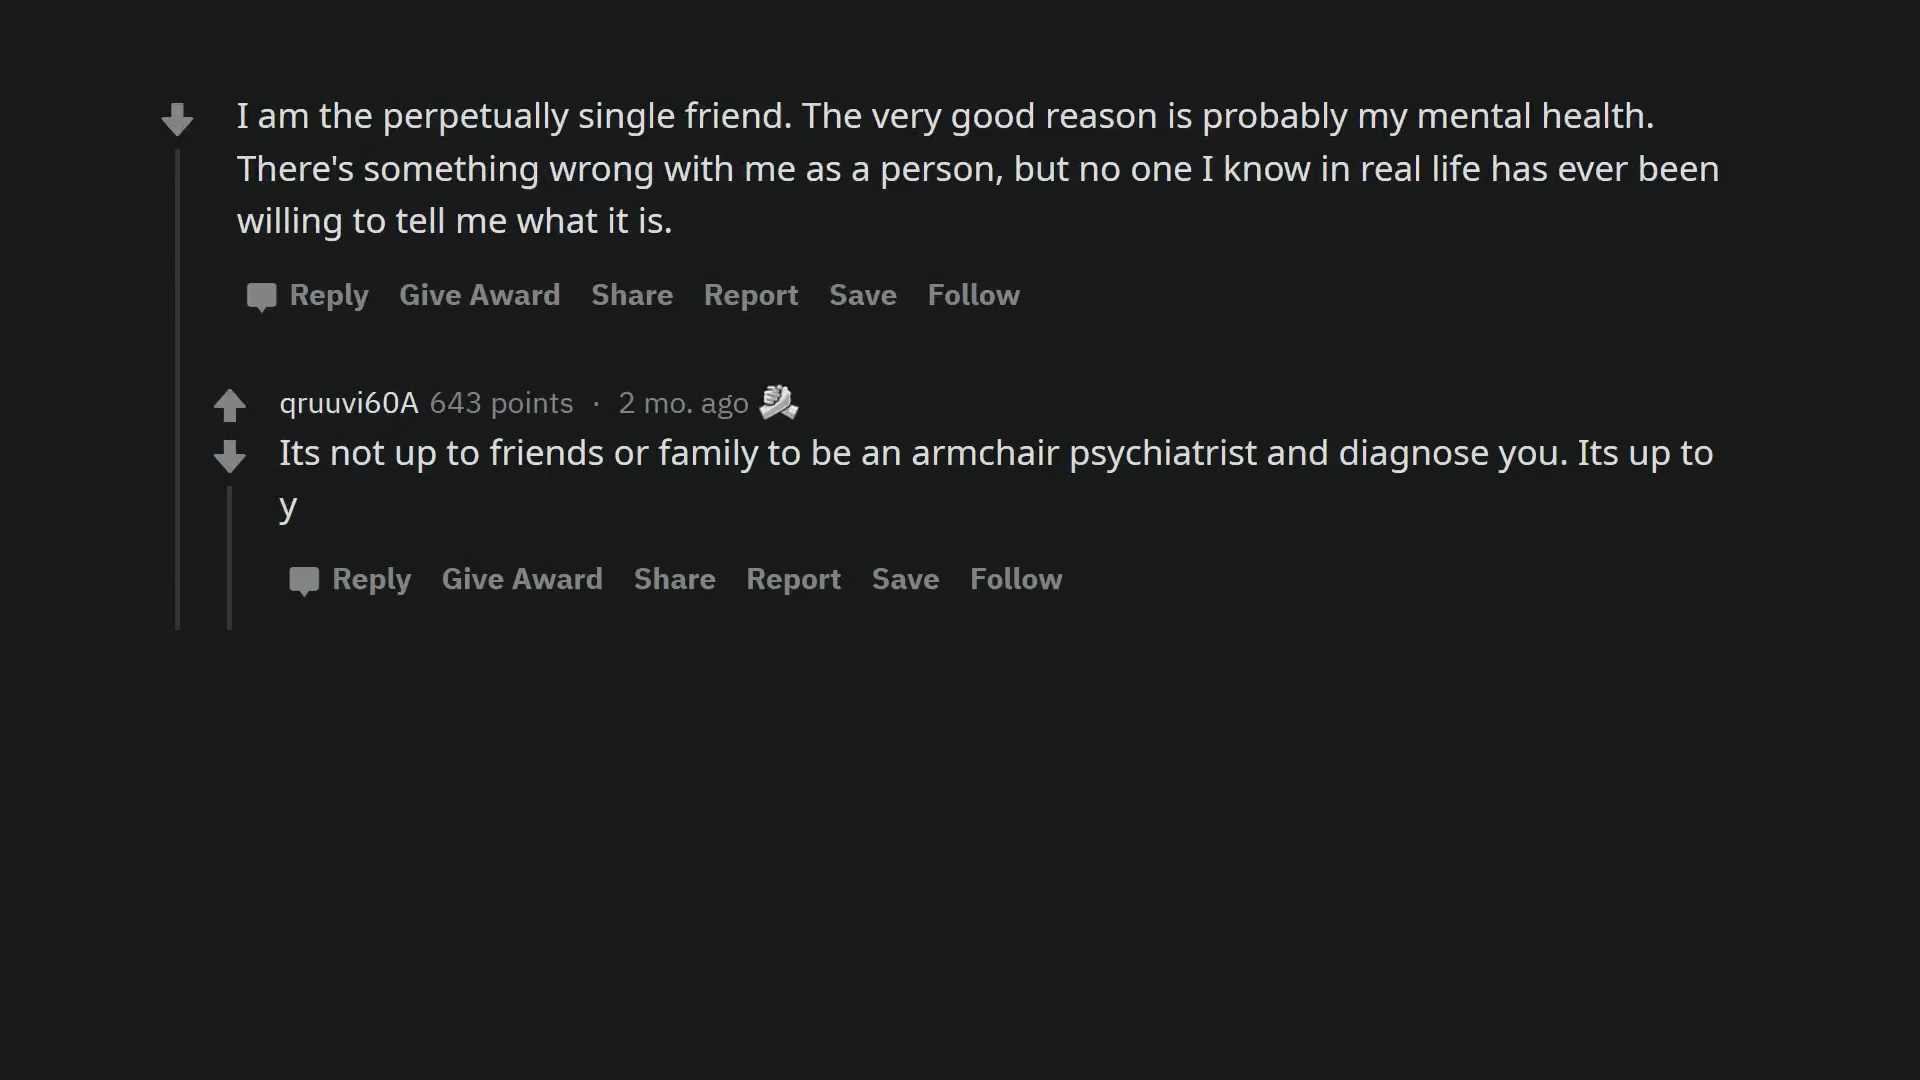 I am the perpetually single friend. The very good reason is probably my mental health.
There's something wrong with me as a person, but no one I know in real life has ever been
willing to tell me what it is.
Reply Give Award Share Report Save Follow
qruuvi60A 643 points · 2 mo. ago
Its not up to friends or family to be an armchair psychiatrist and diagnose you. Its up to
y
Reply Give Award Share Report Save Follow